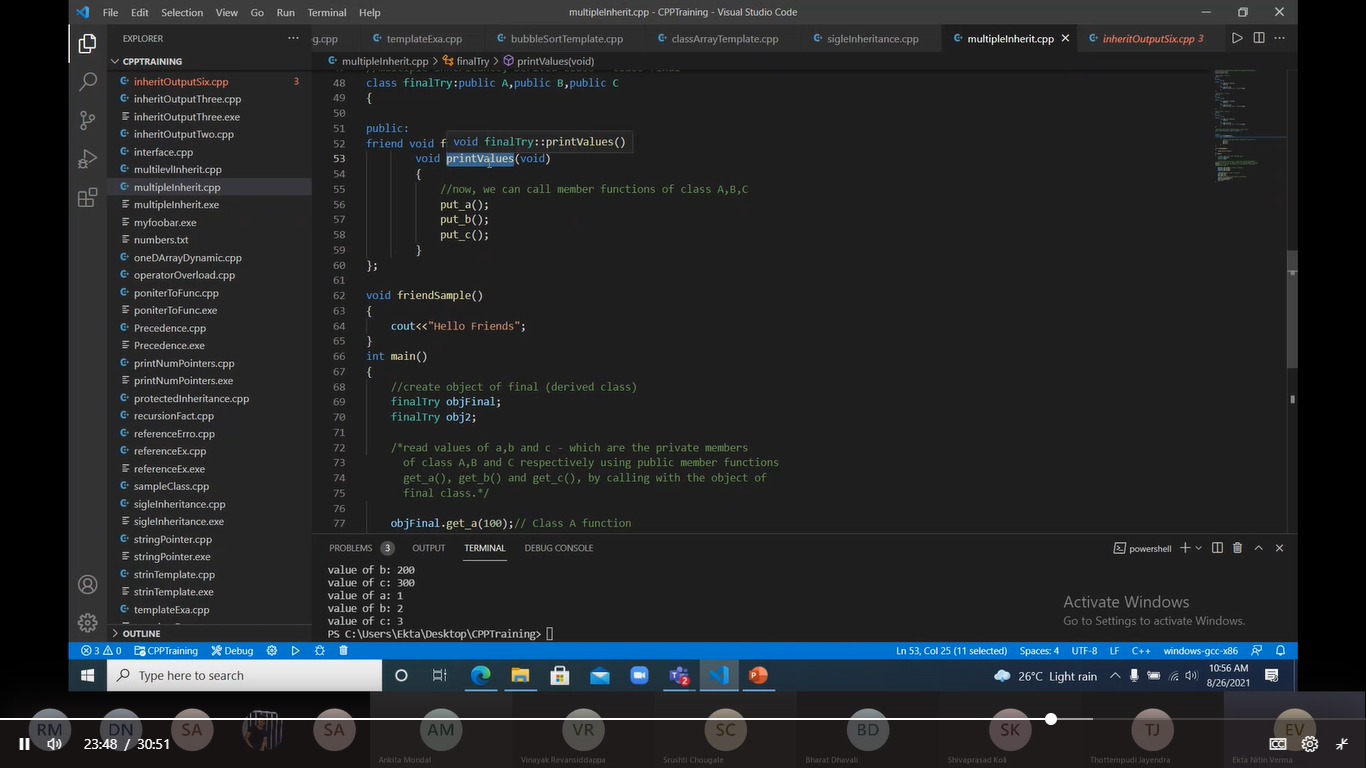 File Edit Selection View Go Run Terminal Help
multipleInherit.cpp - CPPTraining - Visual Studio Code
EXPLORER
g.cpp templateExa.cpp bubbleSortTemplate.cpp classArrayTemplate.cpp sigleInheritance.cpp multipleInherit.cpp inheritOutputSix.cpp 3
CPPTRAINING
multipleInherit.cpp > finalTry > printValues(void)
inheritOutputSix.cpp 3
inheritOutputThree.cpp
inheritOutputThree.exe
inheritOutputTwo.cpp
interface.cpp
multilevlInherit.cpp
multipleInherit.cpp
multipleInherit.exe
myfoobar.exe
numbers.txt
oneDArrayDynamic.cpp
operatorOverload.cpp
poniterToFunc.cpp
poniterToFunc.exe
Precedence.cpp
Precedence.exe
printNumPointers.cpp
printNumPointers.exe
protectedInheritance.cpp
recursionFact.cpp
referenceErro.cpp
referenceEx.cpp
referenceEx.exe
sampleClass.cpp
sigleInheritance.cpp
sigleInheritance.exe
stringPointer.cpp
stringPointer.exe
strinTemplate.cpp
strinTemplate.exe
templateExa.cpp
OUTLINE
48 class finalTry:public A,public B,public C
49 {
50
51 public:
52 friend void f
void finalTry::printValues()
53 void printValues(void)
54 {
55 //now, we can call member functions of class A,B,C
56 put_a();
57 put_b();
58 put_c();
59 }
60 };
61
62 void friendSample()
63 {
64 cout<<"Hello Friends";
65 }
66 int main()
67 {
68 //create object of final (derived class)
69 finalTry objFinal;
70 finalTry obj2;
71
72 /*read values of a,b and c - which are the private members
73 of class A,B and C respectively using public member functions
74 get_a(), get_b() and get_c(), by calling with the object of
75 final class.*/
76
77 objFinal.get_a(100);// Class A function
PROBLEMS 3 OUTPUT TERMINAL DEBUG CONSOLE
powershell
value of b: 200
value of c: 300
value of a: 1
value of b: 2
value of c: 3
PS C:\Users\Ekta\Desktop\CPPTraining>
Activate Windows
Go to Settings to activate Windows.
3 0 CPPTraining Debug
Ln 53, Col 25 (11 selected) Spaces: 4 UTF-8 LF C++ windows-gcc-x86
Type here to search
26°C Light rain
10:56 AM
8/26/2021
RM DN SA SA AM VR SC BD SK TJ EV
23:48 / 30:51
CC
Ankita Mondai Vinayak Revansiddappa Srushti Chougale Bharat Dhavali Shivaprasad Koli Thottempudi Jayendra Ekta Nitin Verma